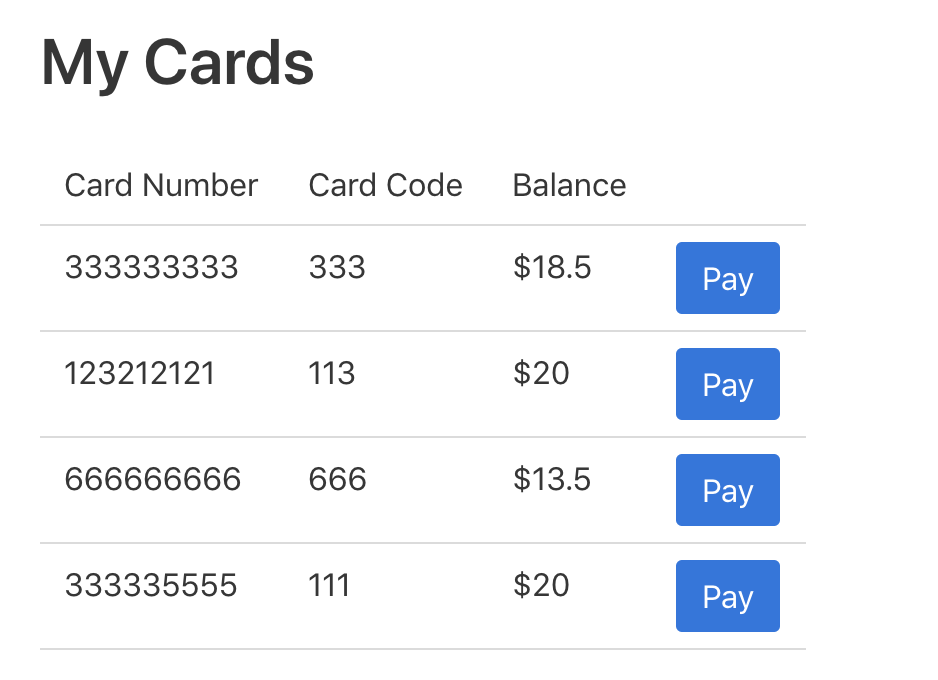 My Cards
Card Number Card Code Balance
333333333 333 $18.5 Pay
123212121 113 $20 Pay
666666666 666 $13.5 Pay
333335555 111 $20 Pay